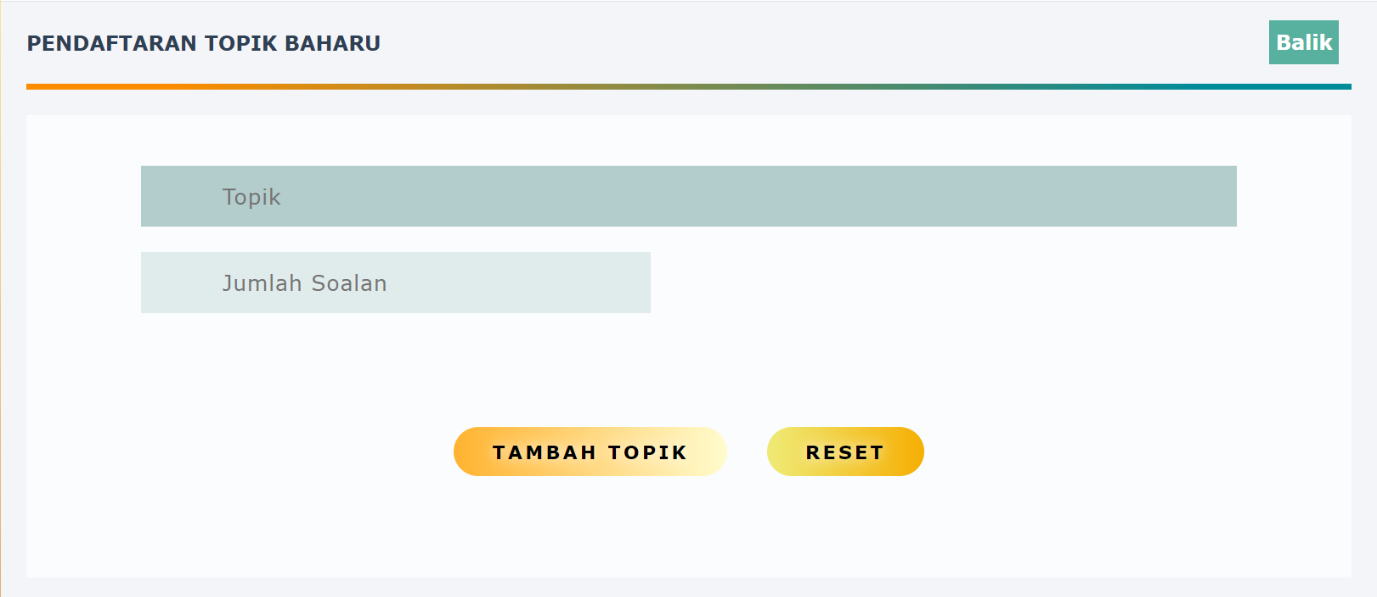 PENDAFTARAN TOPIK BAHARU
Balik
Topik
Jumlah Soalan
TAMBAH TOPIK
RESET